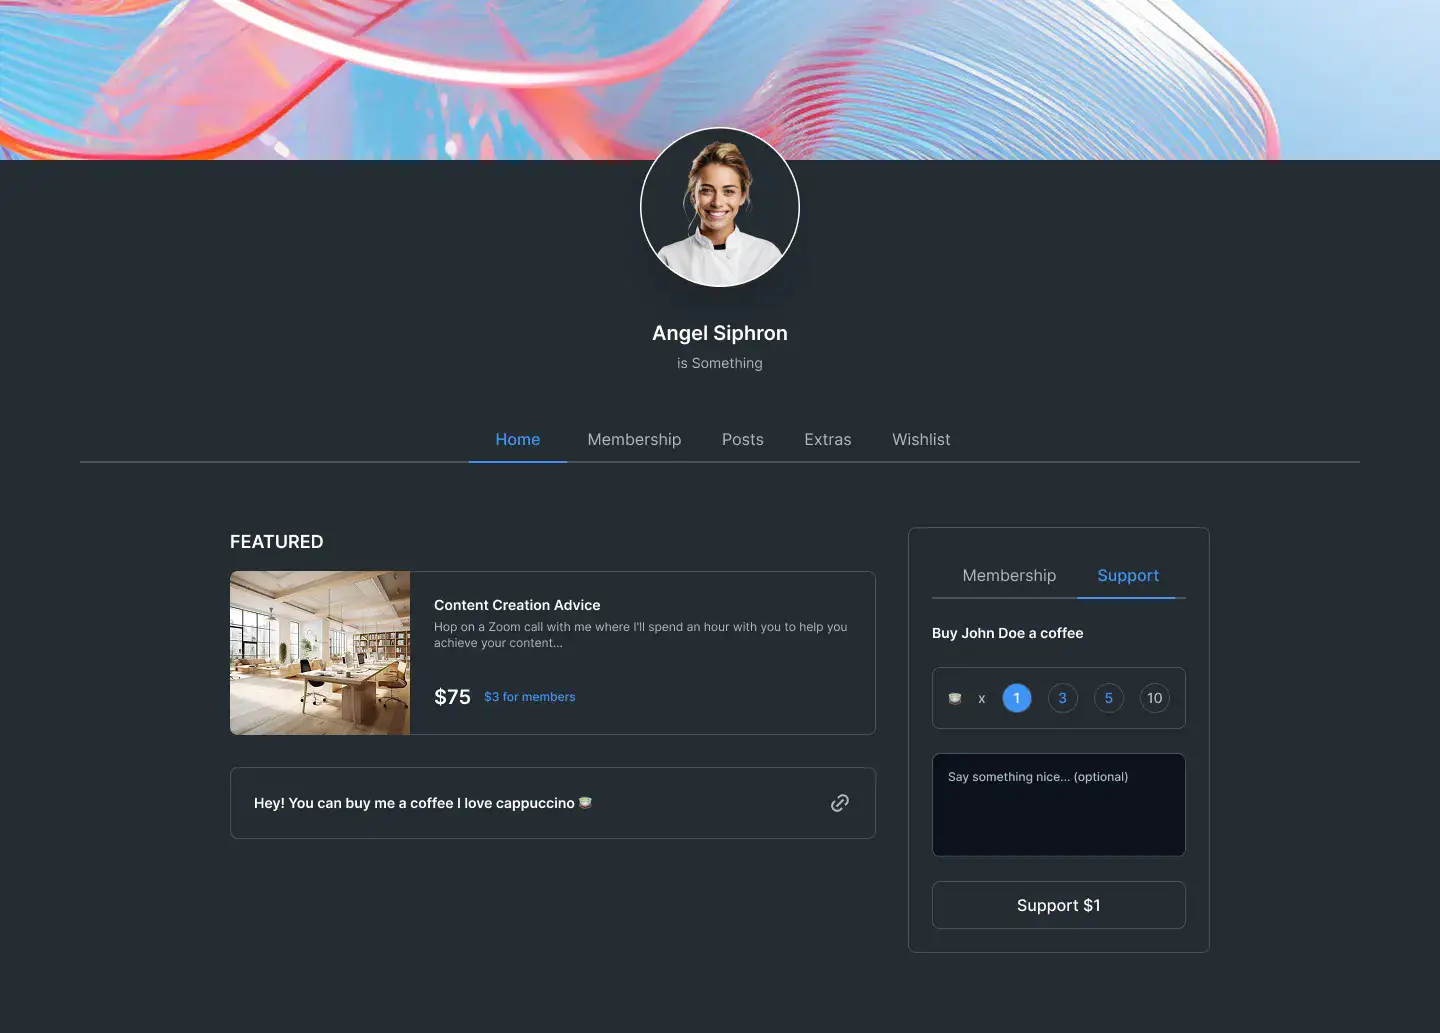 Angel Siphron
is Something
Home Membership Posts Extras Wishlist
FEATURED
Content Creation Advice
Hop on a Zoom call with me where I'll spend an hour with you to help you
achieve your content...
$75 $3 for members
Hey! You can buy me a coffee I love cappuccino
Membership Support
Buy John Doe a coffee
x 1 3 5 10
Say something nice... (optional)
Support $1